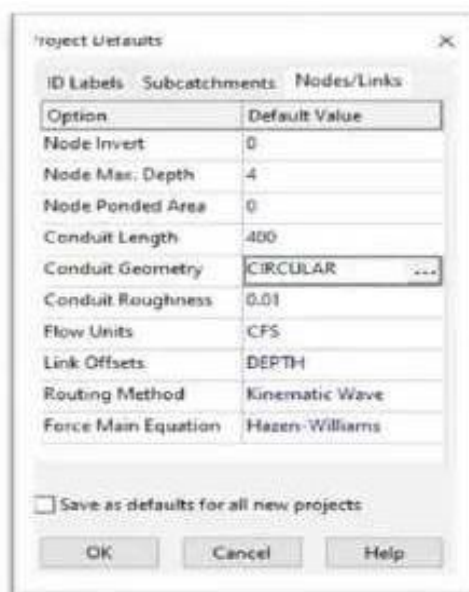 Project Defaults
ID Labels Subcatchments Nodes/Links
Option Default Value
Node Invert 0
Node Max. Depth 4
Node Ponded Area 0
Conduit Length 400
Conduit Geometry CIRCULAR ...
Conduit Roughness 0.01
Flow Units CFS
Link Offsets DEPTH
Routing Method Kinematic Wave
Force Main Equation Hazen-Williams
Save as defaults for all new projects
OK Cancel Help